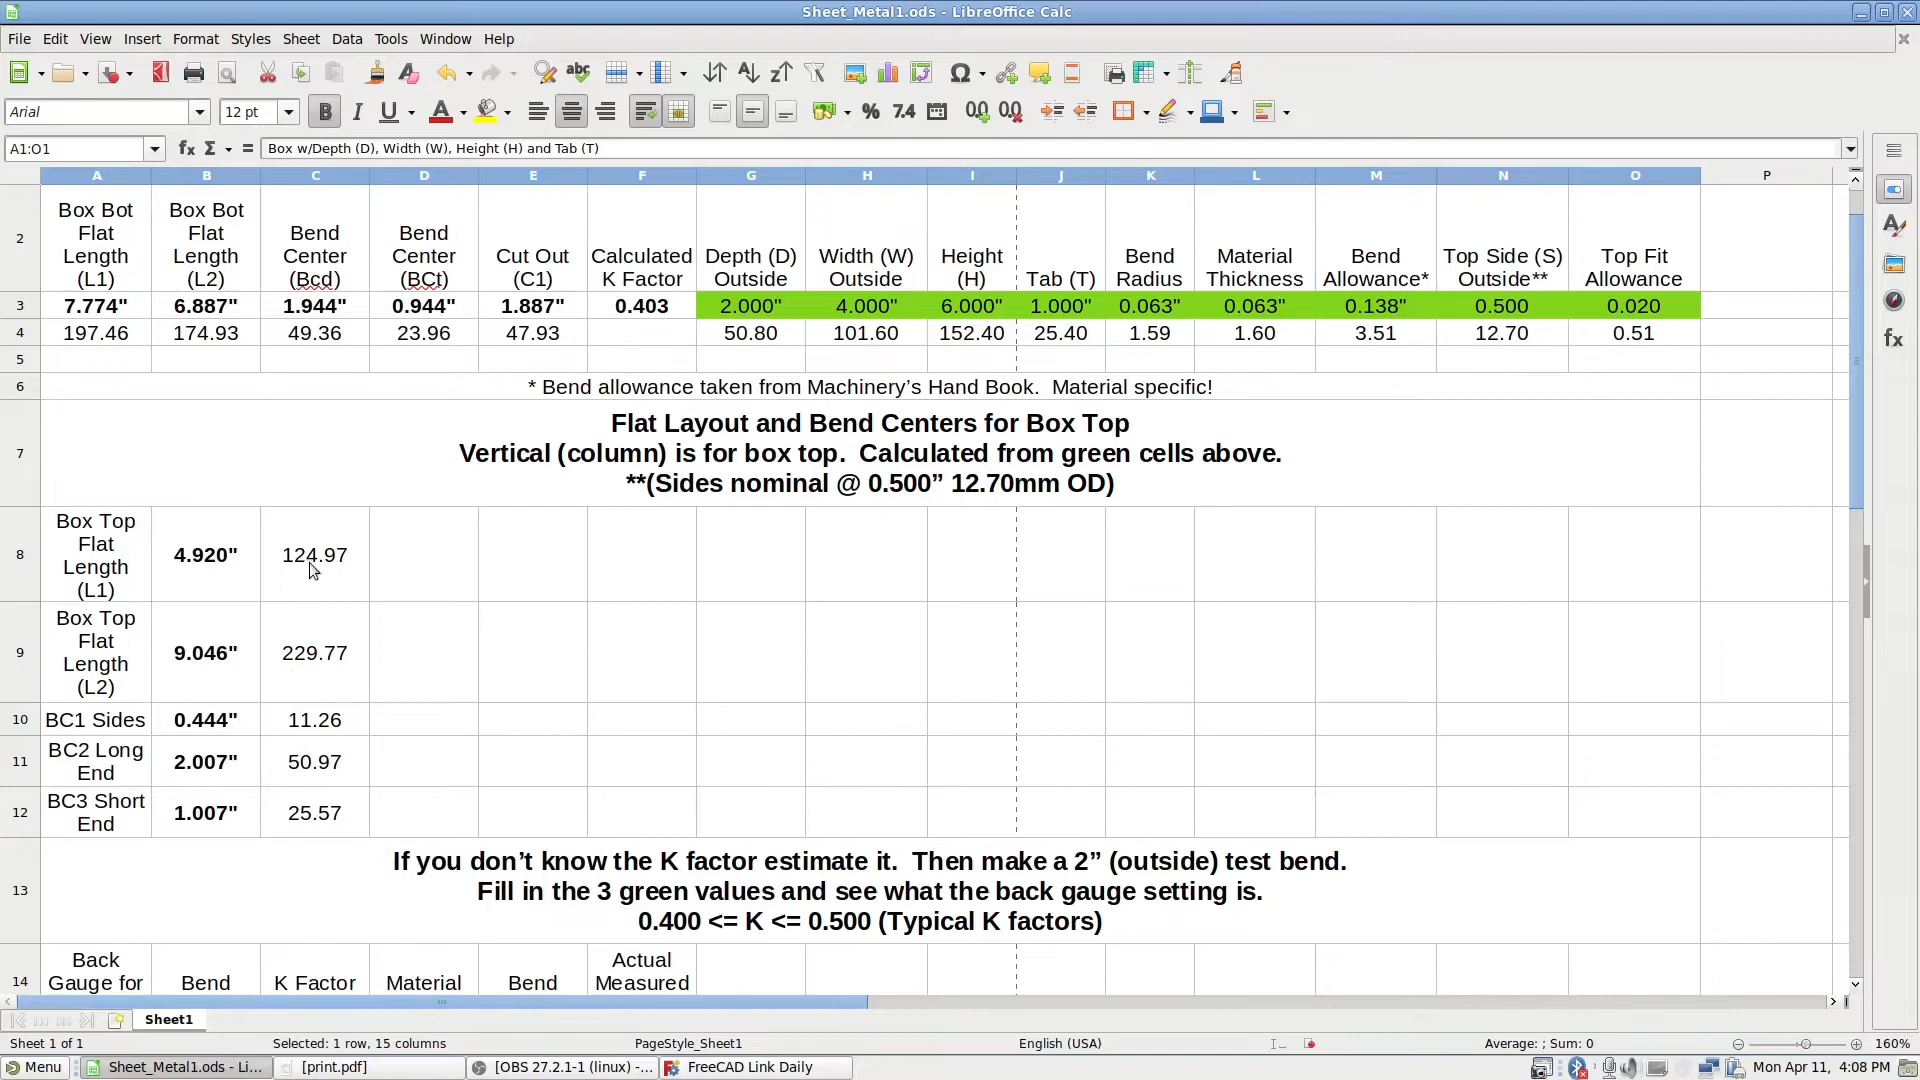 Sheet_Metal1.ods - LibreOffice Calc
File Edit View Insert Format Styles Sheet Data Tools Window Help
Arial 12 pt
A1:O1 Box w/Depth (D), Width (W), Height (H) and Tab (T)
A B C D E F G H I J K L M N O P
2
Box Bot
Flat
Length
(L1)
Box Bot
Flat
Length
(L2)
Bend
Center
(Bcd)
Bend
Center
(BCt)
Cut Out
(C1)
Calculated
K Factor
Depth (D)
Outside
Width (W)
Outside
Height
(H)
Tab (T)
Bend
Radius
Material
Thickness
Bend
Allowance*
Top Side (S)
Outside**
Top Fit
Allowance
3 7.774" 6.887" 1.944" 0.944" 1.887" 0.403 2.000" 4.000" 6.000" 1.000" 0.063" 0.063" 0.138" 0.500 0.020
4 197.46 174.93 49.36 23.96 47.93 50.80 101.60 152.40 25.40 1.59 1.60 3.51 12.70 0.51
5
6 * Bend allowance taken from Machinery’s Hand Book. Material specific!
7
Flat Layout and Bend Centers for Box Top
Vertical (column) is for box top. Calculated from green cells above.
**(Sides nominal @ 0.500” 12.70mm OD)
8
Box Top
Flat
Length
(L1)
4.920" 124.97
9
Box Top
Flat
Length
(L2)
9.046" 229.77
10 BC1 Sides 0.444" 11.26
11
BC2 Long
End
2.007" 50.97
12
BC3 Short
End
1.007" 25.57
13
If you don’t know the K factor estimate it. Then make a 2” (outside) test bend.
Fill in the 3 green values and see what the back gauge setting is.
0.400 <= K <= 0.500 (Typical K factors)
14
Back
Gauge for
Bend
K Factor
Material
Bend
Actual
Measured
Sheet1
Sheet 1 of 1 Selected: 1 row, 15 columns PageStyle_Sheet1 English (USA) Average: ; Sum: 0 160%
Menu Sheet_Metal1.ods - Li... [print.pdf] [OBS 27.2.1-1 (linux) -... FreeCAD Link Daily Mon Apr 11, 4:08 PM